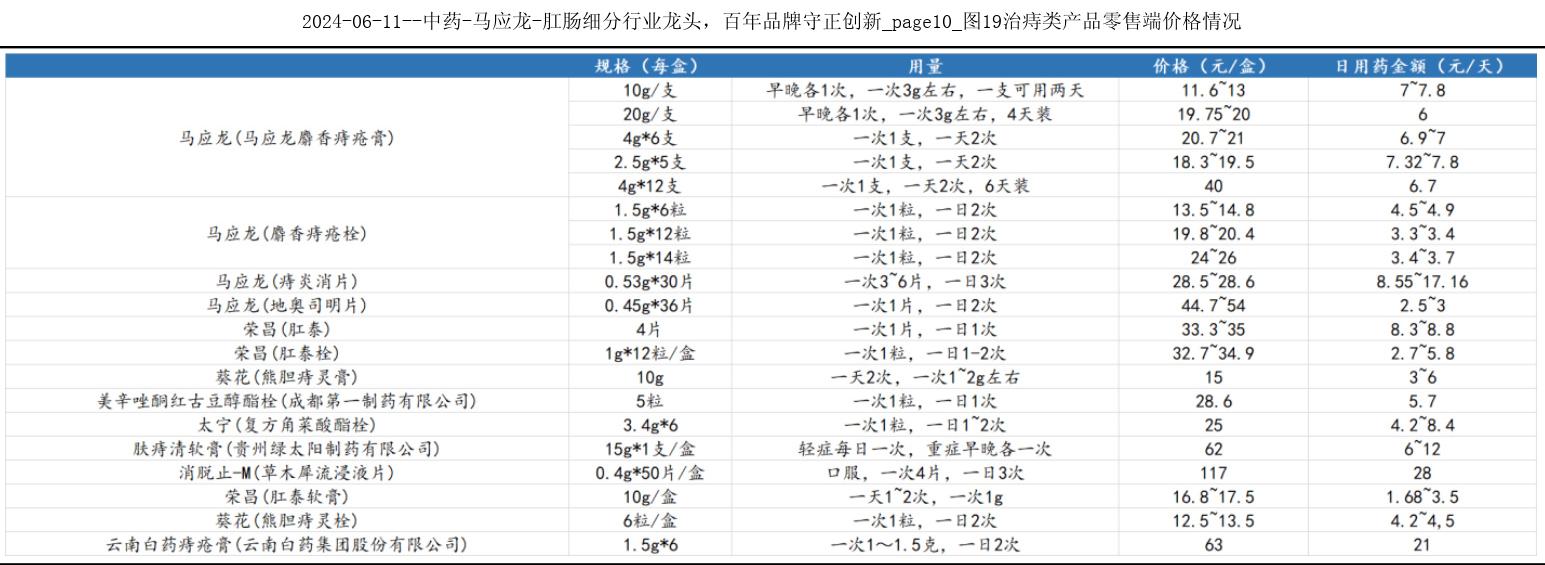 2024-06-11--中药-马应龙-肛肠细分行业龙头，百年品牌守正创新_page10_图19治痔类产品零售端价格情况
规格（每盒） 用量 价格（元/盒） 日用药金额（元/天）
马应龙(马应龙麝香痔疮膏)
10g/支 早晚各1次，一次3g左右，一支可用两天 11.6~13 7~7.8
20g/支 早晚各1次，一次3g左右，4天装 19.75~20 6
4g*6支 一次1支，一天2次 20.7~21 6.9~7
2.5g*5支 一次1支，一天2次 18.3~19.5 7.32~7.8
4g*12支 一次1支，一天2次，6天装 40 6.7
马应龙(麝香痔疮栓)
1.5g*6粒 一次1粒，一日2次 13.5~14.8 4.5~4.9
1.5g*12粒 一次1粒，一日2次 19.8~20.4 3.3~3.4
1.5g*14粒 一次1粒，一日2次 24~26 3.4~3.7
马应龙(痔炎消片) 0.53g*30片 一次3~6片，一日3次 28.5~28.6 8.55~17.16
马应龙(地奥司明片) 0.45g*36片 一次1片，一日2次 44.7~54 2.5~3
荣昌(肛泰) 4片 一次1片，一日1次 33.3~35 8.3~8.8
荣昌(肛泰栓) 1g*12粒/盒 一次1粒，一日1-2次 32.7~34.9 2.7~5.8
葵花(熊胆痔灵膏) 10g 一天2次，一次1~2g左右 15 3~6
美辛唑酮红古豆醇酯栓(成都第一制药有限公司) 5粒 一次1粒，一日1次 28.6 5.7
太宁(复方角菜酸酯栓) 3.4g*6 一次1粒，一日1~2次 25 4.2~8.4
肤痔清软膏(贵州绿太阳制药有限公司) 15g*1支/盒 轻症每日一次，重症早晚各一次 62 6~12
消脱止-M(草木犀流浸液片) 0.4g*50片/盒 口服，一次4片，一日3次 117 28
荣昌(肛泰软膏) 10g/盒 一天1~2次，一次1g 16.8~17.5 1.68~3.5
葵花(熊胆痔灵栓) 6粒/盒 一次1粒，一日2次 12.5~13.5 4.2~4,5
云南白药痔疮膏(云南白药集团股份有限公司) 1.5g*6 一次1～1.5克，一日2次 63 21